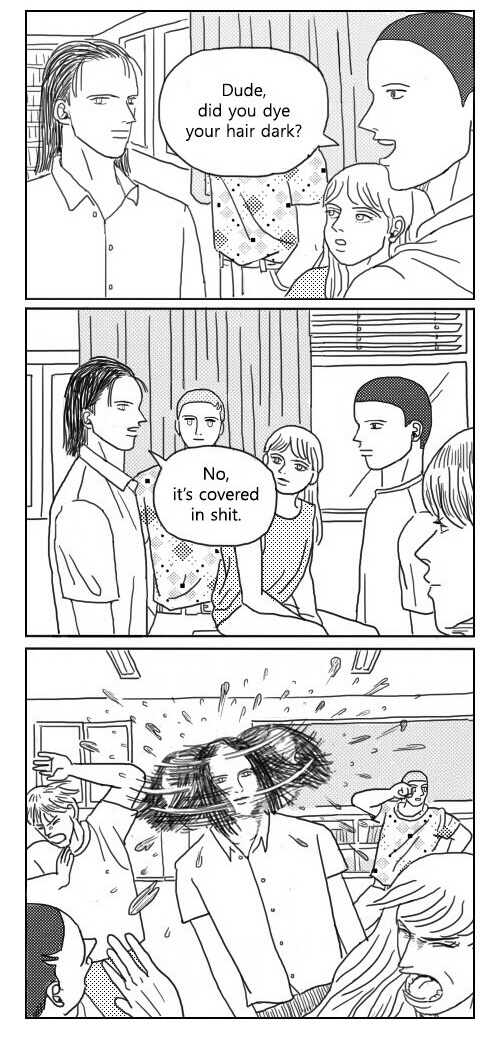 Dude,
did you dye
your hair dark?
No,
it's covered
in shit.